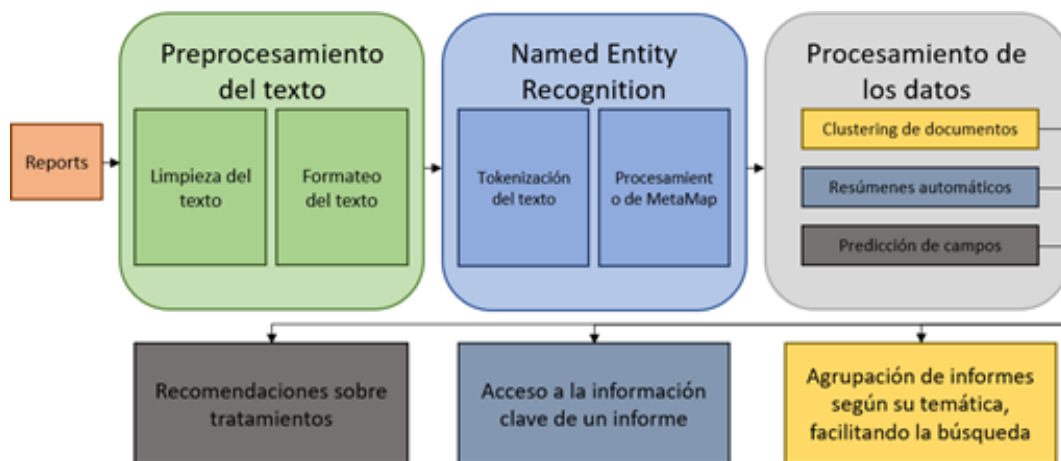 Reports
Preprocesamiento
del texto
Limpieza del
texto
Formateo
del texto
Named Entity
Recognition
Tokenización
del texto
Procesamient
o de MetaMap
Procesamiento de
los datos
Clustering de documentos
Resúmenes automáticos
Predicción de campos
Recomendaciones sobre
tratamientos
Acceso a la información
clave de un informe
Agrupación de informes
según su temática,
facilitando la búsqueda